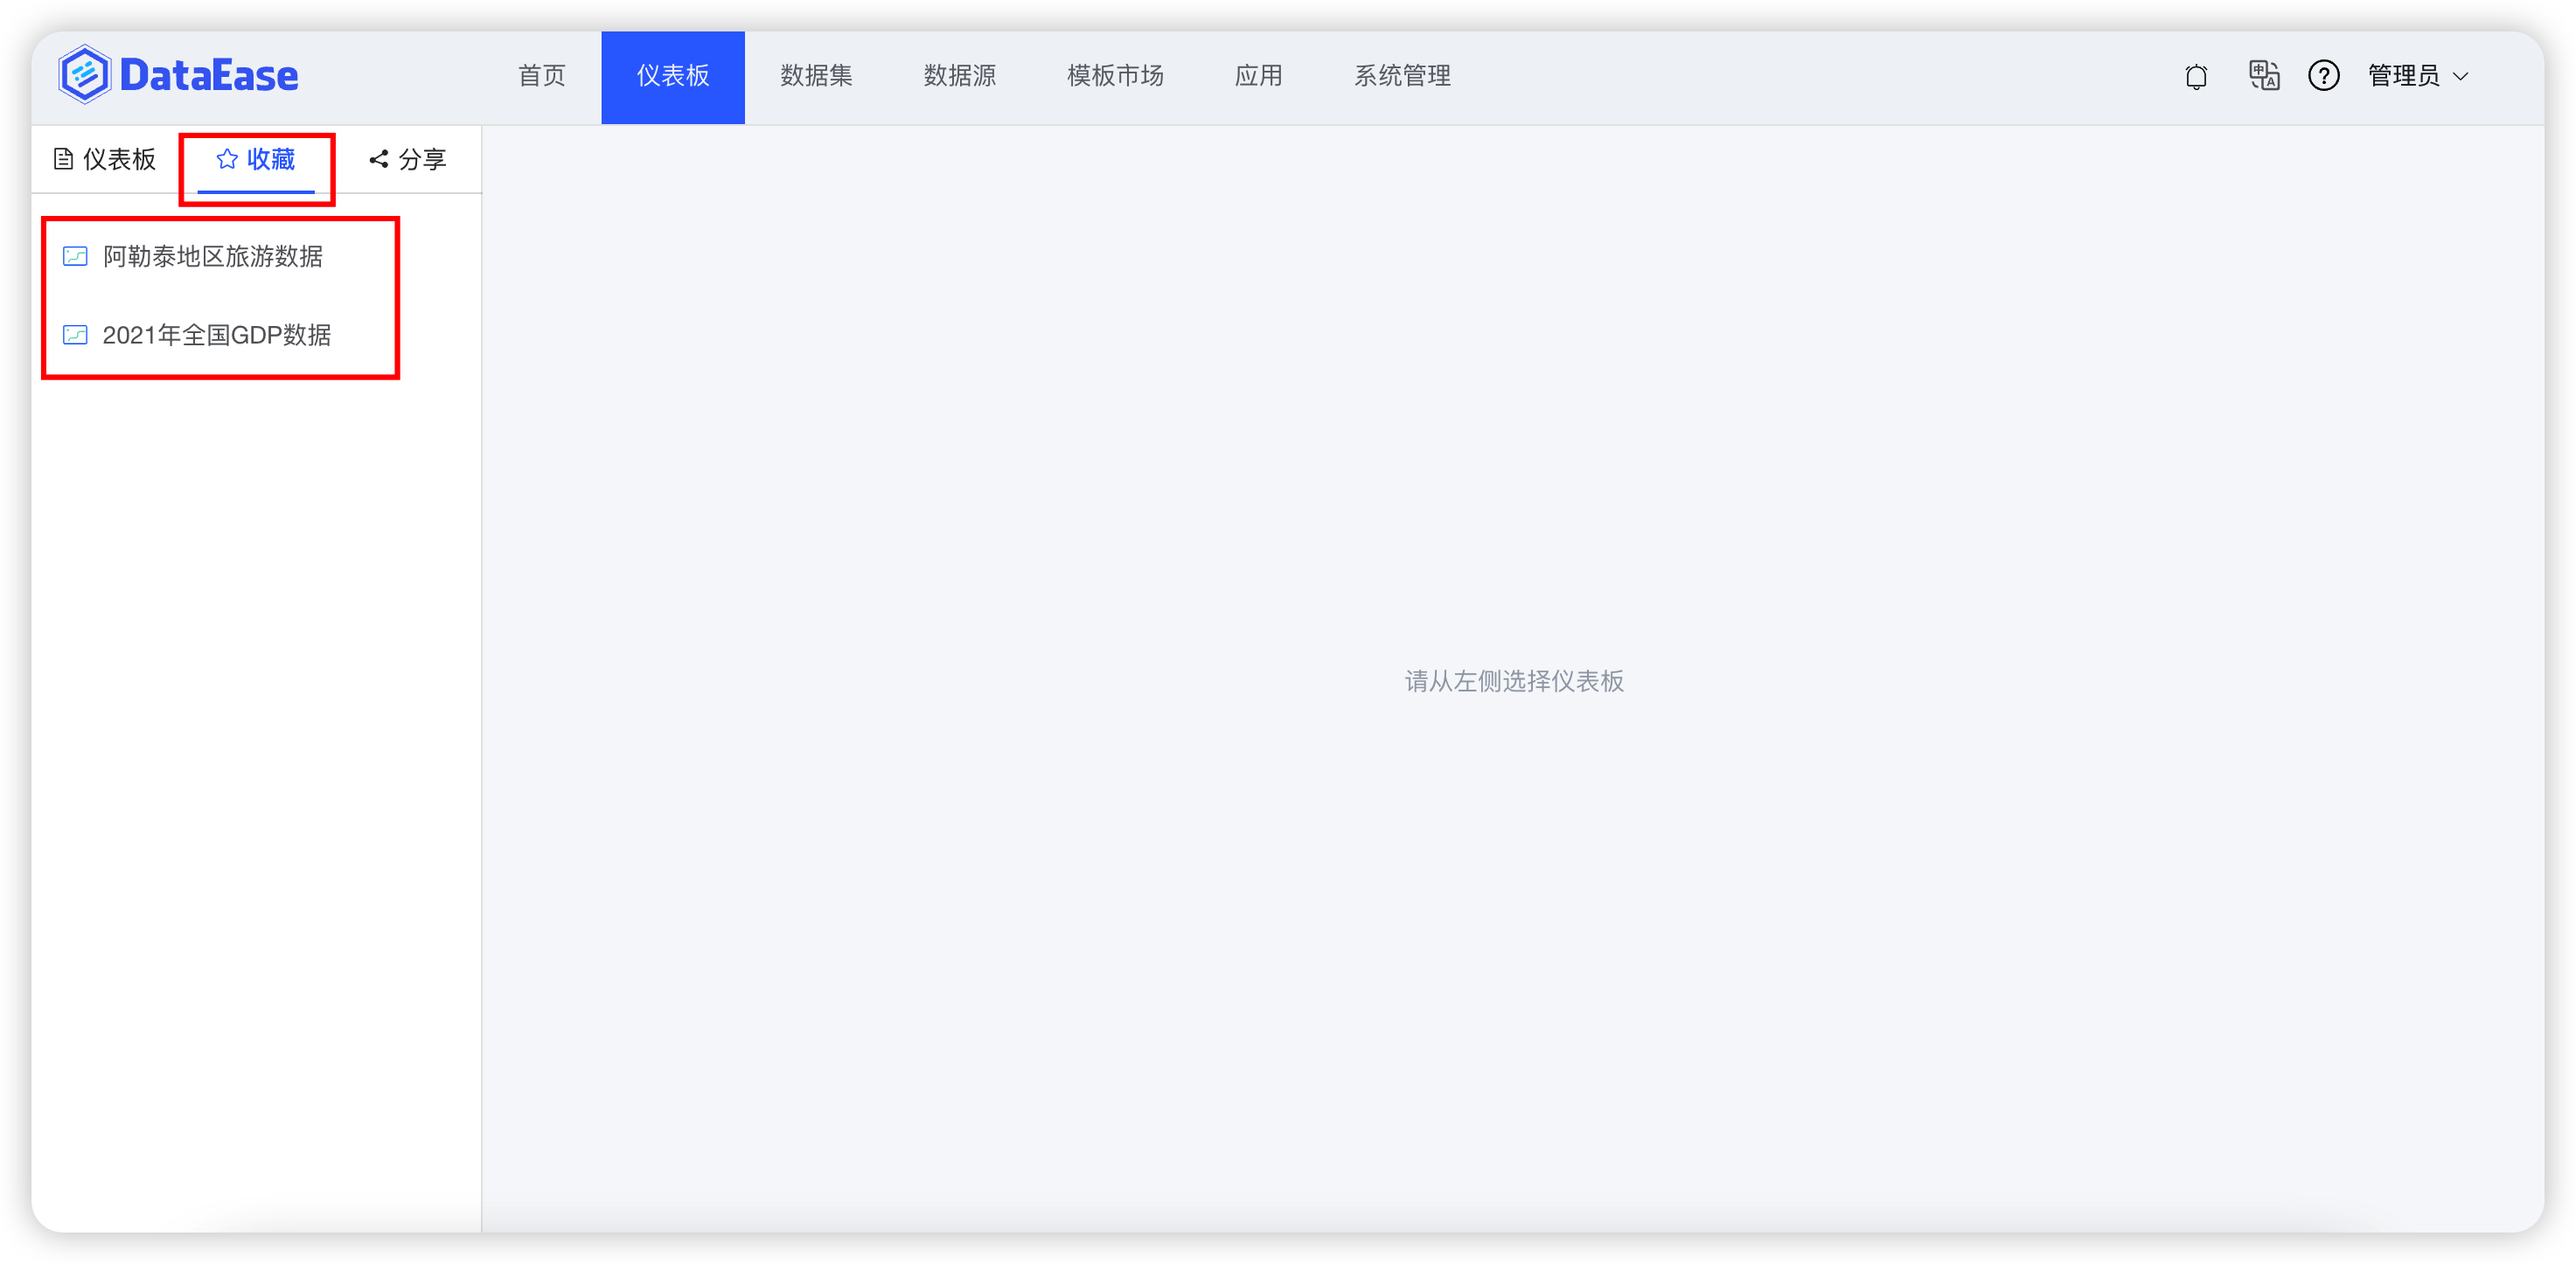 DataEase
首页 仪表板 数据集 数据源 模板市场 应用 系统管理 管理员
仪表板 收藏 分享
阿勒泰地区旅游数据
2021年全国GDP数据
请从左侧选择仪表板